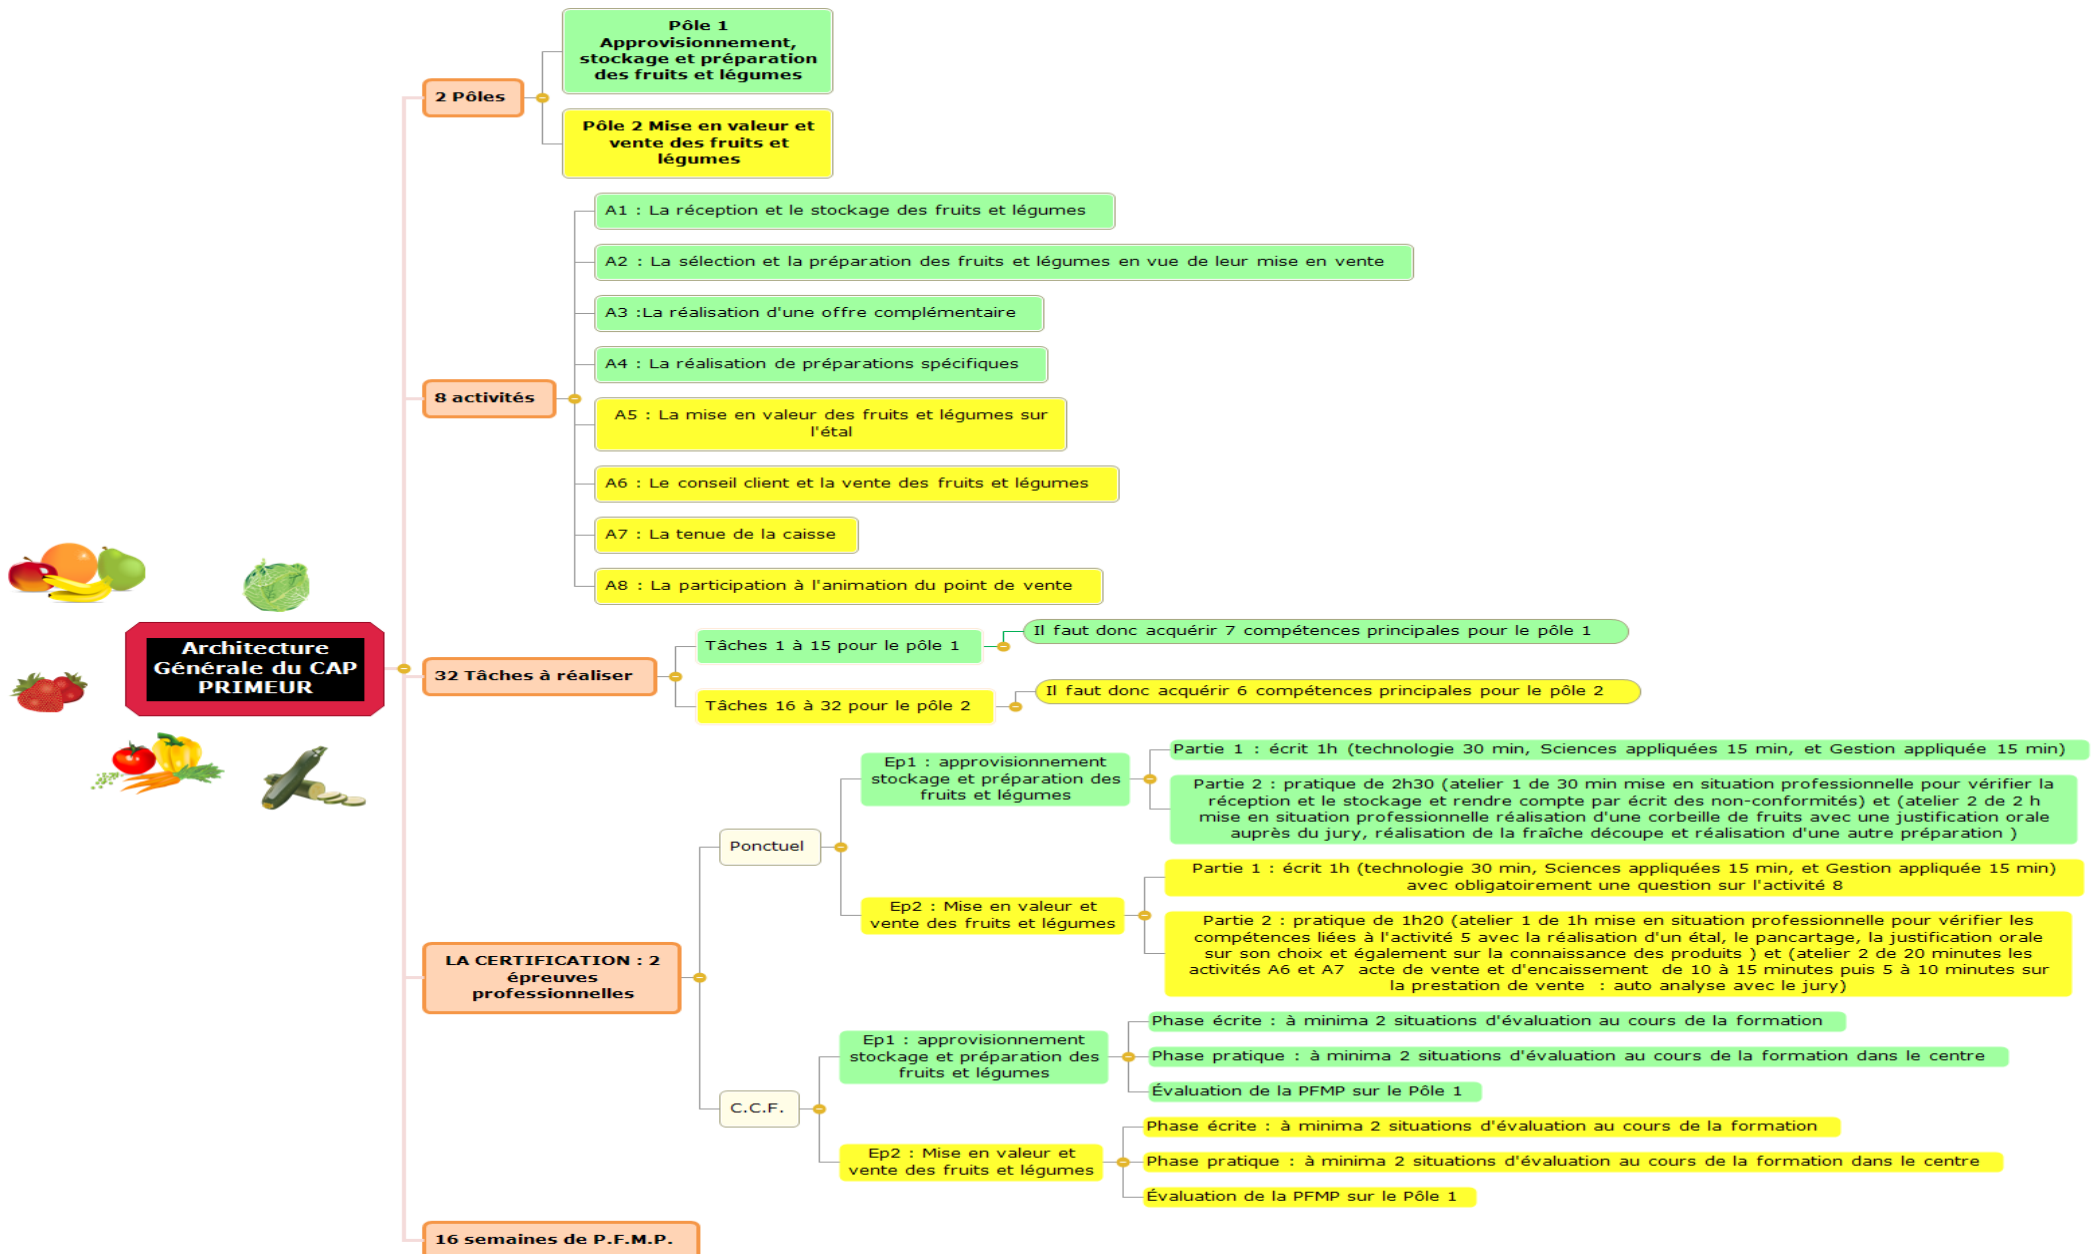 Pôle 1
Approvisionnement,
stockage et préparation
des fruits et légumes
2 Pôles
Pôle 2 Mise en valeur et
vente des fruits et
légumes
A1 : La réception et le stockage des fruits et légumes
A2 : La sélection et la préparation des fruits et légumes en vue de leur mise en vente
A3 :La réalisation d'une offre complémentaire
A4 : La réalisation de préparations spécifiques
8 activités
A5 : La mise en valeur des fruits et légumes sur
l'étal
A6 : Le conseil client et la vente des fruits et légumes
A7 : La tenue de la caisse
A8 : La participation à l'animation du point de vente
Architecture
Générale du CAP
PRIMEUR
32 Tâches à réaliser
Tâches 1 à 15 pour le pôle 1
Il faut donc acquérir 7 compétences principales pour le pôle 1
Tâches 16 à 32 pour le pôle 2
Il faut donc acquérir 6 compétences principales pour le pôle 2
LA CERTIFICATION : 2
épreuves
professionnelles
Ponctuel
Ep1 : approvisionnement
stockage et préparation des
fruits et légumes
Partie 1 : écrit 1h (technologie 30 min, Sciences appliquées 15 min, et Gestion appliquée 15 min)
Partie 2 : pratique de 2h30 (atelier 1 de 30 min mise en situation professionnelle pour vérifier la
réception et le stockage et rendre compte par écrit des non-conformités) et (atelier 2 de 2 h
mise en situation professionnelle réalisation d'une corbeille de fruits avec une justification orale
auprès du jury, réalisation de la fraîche découpe et réalisation d'une autre préparation )
Ep2 : Mise en valeur et
vente des fruits et légumes
Partie 1 : écrit 1h (technologie 30 min, Sciences appliquées 15 min, et Gestion appliquée 15 min)
avec obligatoirement une question sur l'activité 8
Partie 2 : pratique de 1h20 (atelier 1 de 1h mise en situation professionnelle pour vérifier les
compétences liées à l'activité 5 avec la réalisation d'un étal, le pancartage, la justification orale
sur son choix et également sur la connaissance des produits ) et (atelier 2 de 20 minutes les
activités A6 et A7 acte de vente et d'encaissement de 10 à 15 minutes puis 5 à 10 minutes sur
la prestation de vente : auto analyse avec le jury)
C.C.F.
Ep1 : approvisionnement
stockage et préparation des
fruits et légumes
Phase écrite : à minima 2 situations d'évaluation au cours de la formation
Phase pratique : à minima 2 situations d'évaluation au cours de la formation dans le centre
Évaluation de la PFMP sur le Pôle 1
Ep2 : Mise en valeur et
vente des fruits et légumes
Phase écrite : à minima 2 situations d'évaluation au cours de la formation
Phase pratique : à minima 2 situations d'évaluation au cours de la formation dans le centre
Évaluation de la PFMP sur le Pôle 1
16 semaines de P.F.M.P.